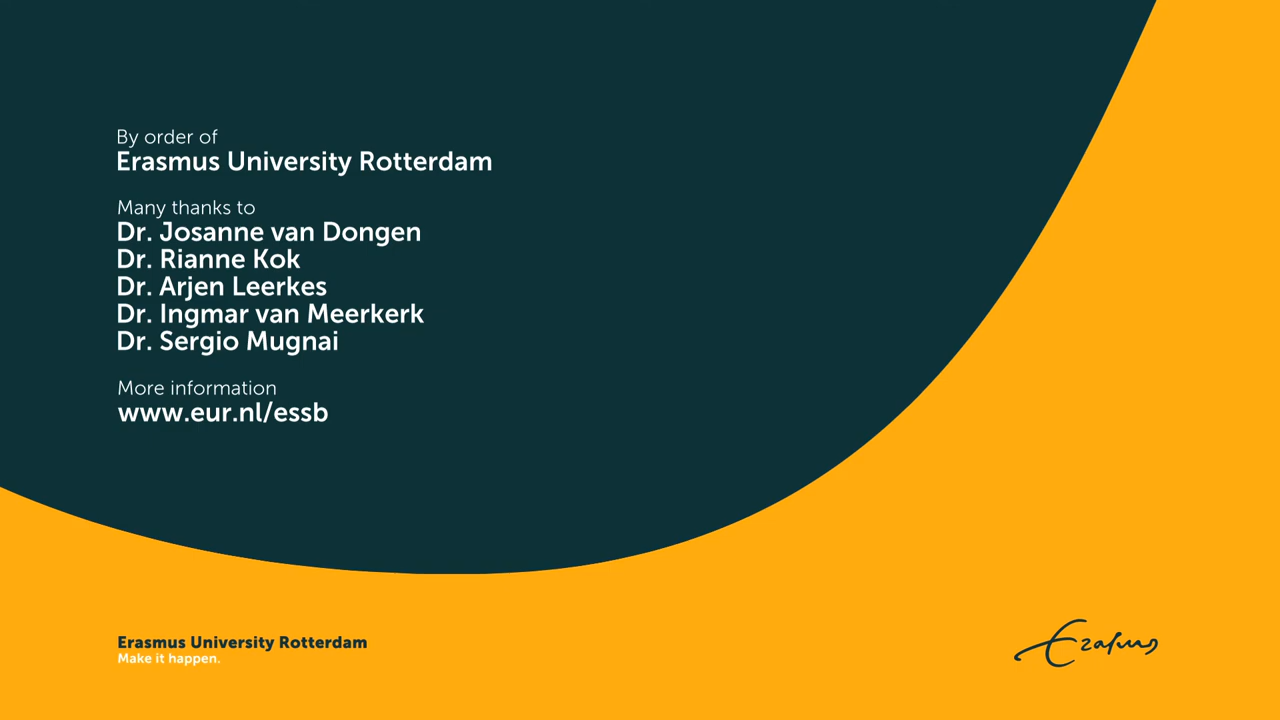 By order of
Erasmus University Rotterdam
Many thanks to
Dr. Josanne van Dongen
Dr. Rianne Kok
Dr. Arjen Leerkes
Dr. Ingmar van Meerkerk
Dr. Sergio Mugnai
More information
www.eur.nl/essb
Erasmus University Rotterdam
Make it happen.
Erasmus